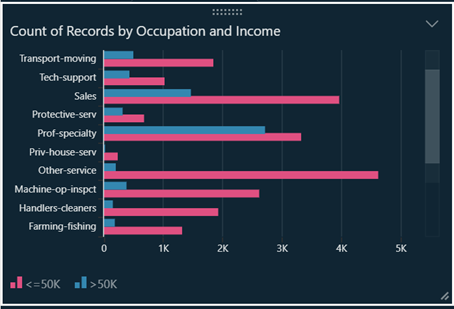 Count of Records by Occupation and Income
Transport-moving
Tech-support
Sales
Protective-serv
Prof-specialty
Priv-house-serv
Other-service
Machine-op-inspct
Handlers-cleaners
Farming-fishing
0 1K 2K 3K 4K 5K
<=50K >50K